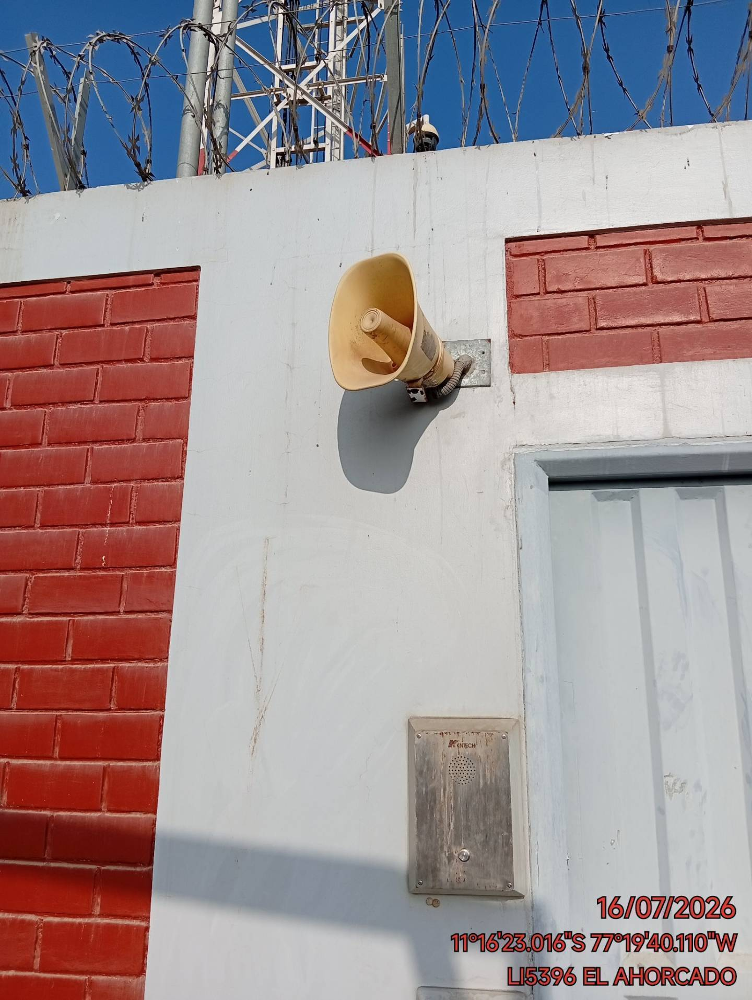 KNTECH
16/07/2026
11°16'23.016"S 77°19'40.110"W
LI5396 EL AHORCADO